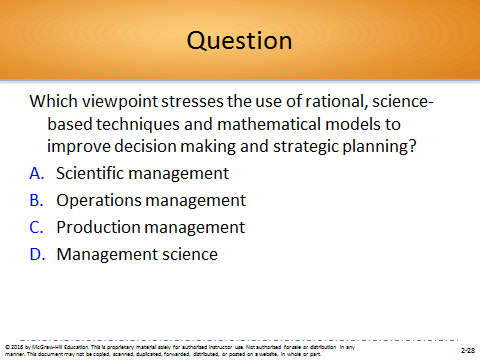 Question
Which viewpoint stresses the use of rational, science-
based techniques and mathematical models to
improve decision making and strategic planning?
A. Scientific management
B. Operations management
C. Production management
D. Management science
© 2016 by McGraw-Hill Education. This is proprietary material solely for authorized instructor use. Not authorized for sale or distribution in any
manner. This document may not be copied, scanned, duplicated, forwarded, distributed, or posted on a website, in whole or part.
2-28